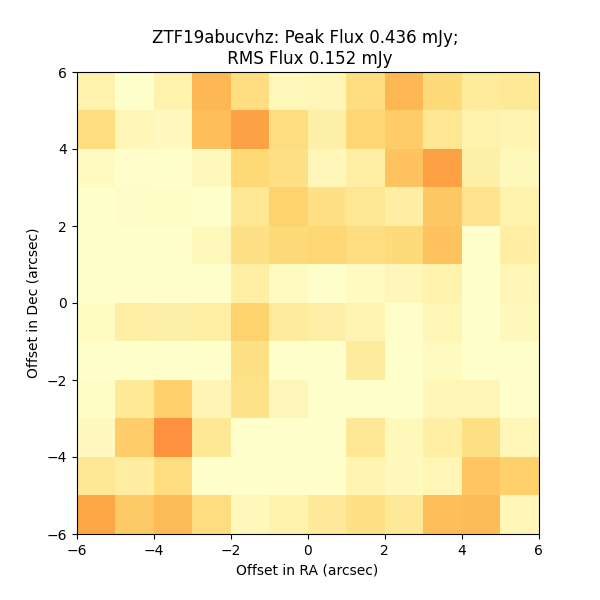 ZTF19abucvhz: Peak Flux 0.436 mJy;
RMS Flux 0.152 mJy
6
4
2
0
−2
−4
−6
Offset in Dec (arcsec)
−6 −4 −2 0 2 4 6
Offset in RA (arcsec)